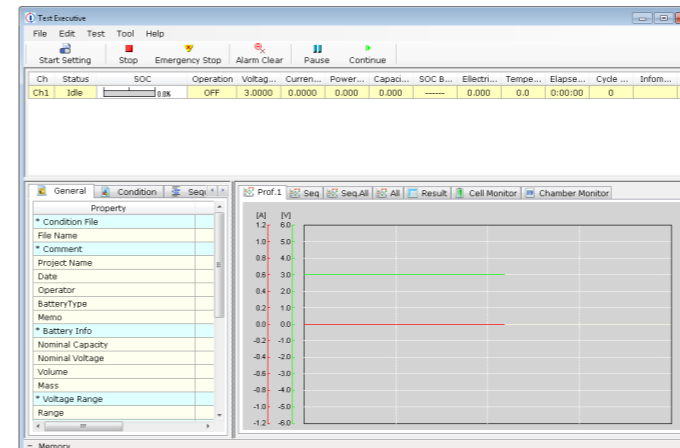 Test Executive
File Edit Test Tool Help
Start Setting Stop Emergency Stop Alarm Clear Pause Continue
Ch Status SOC Operation Voltag... Curren... Power... Capaci... SOC B... Ellectri... Tempe... Elapse... Cycle ... Infom...
Ch1 Idle 0.0% OFF 3.0000 0.0000 0.000 0.000 ------ 0.000 0.0 0:00:00 0
General Condition Sequ
Prof.1 Seq Seq.All All Result Cell Monitor Chamber Monitor
Property
* Condition File
File Name
* Comment
Project Name
Date
Operator
BatteryType
Memo
* Battery Info
Nominal Capacity
Nominal Voltage
Volume
Mass
* Voltage Range
Range
[A] [V]
1.2 6.0
1.0 5.0
0.8 4.0
0.6 3.0
0.4 2.0
0.2 1.0
0.0 0.0
-0.2 -1.0
-0.4 -2.0
-0.6 -3.0
-0.8 -4.0
-1.0 -5.0
-1.2 -6.0
Memory